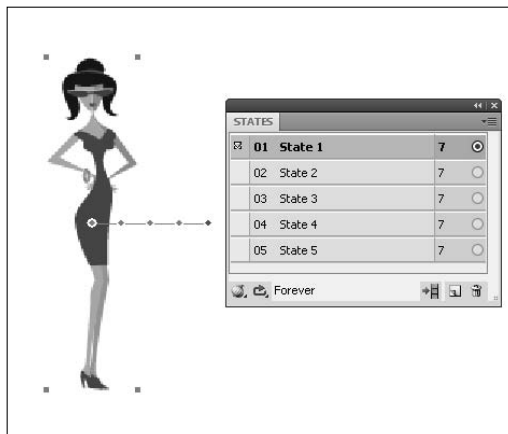 STATES
01 State 1 7
02 State 2 7
03 State 3 7
04 State 4 7
05 State 5 7
Forever